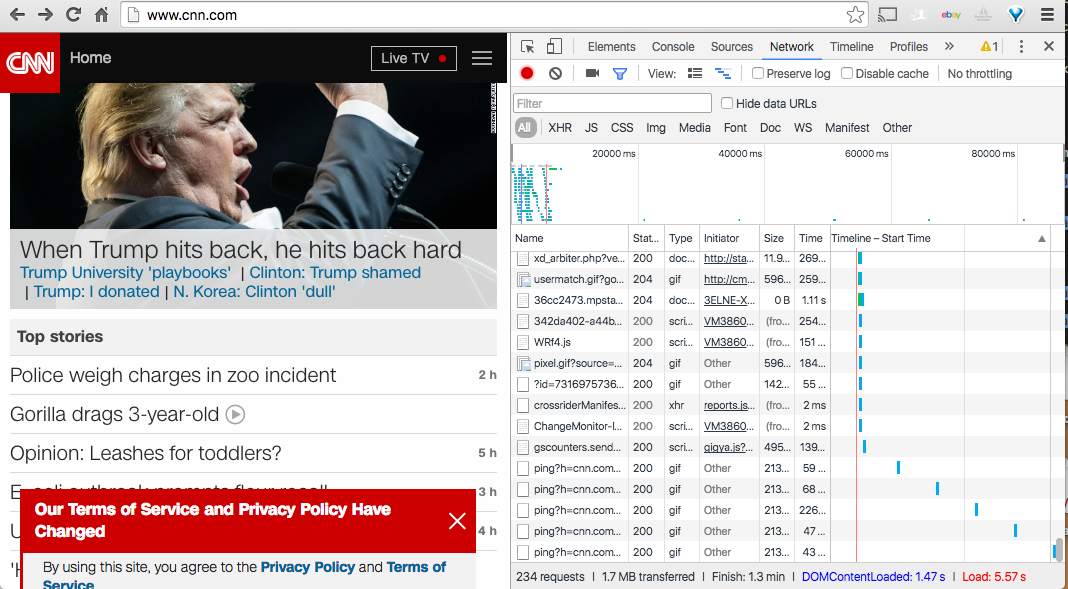 www.cnn.com
ebay
CNN
Home
Live TV
When Trump hits back, he hits back hard
Trump University 'playbooks' | Clinton: Trump shamed
| Trump: I donated | N. Korea: Clinton 'dull'
Top stories
Police weigh charges in zoo incident 2 h
Gorilla drags 3-year-old
Opinion: Leashes for toddlers? 5 h
3 h
4 h
Our Terms of Service and Privacy Policy Have
Changed
By using this site, you agree to the Privacy Policy and Terms of
Service
Elements Console Sources Network Timeline Profiles » 1
View: Preserve log Disable cache No throttling
Filter Hide data URLs
All XHR JS CSS Img Media Font Doc WS Manifest Other
20000 ms 40000 ms 60000 ms 80000 ms
Name Stat... Type Initiator Size Time Timeline – Start Time
xd_arbiter.php?ve... 200 doc... http://sta... 11.9... 269...
usermatch.gif?go... 204 gif http://cm... 596... 259...
36cc2473.mpsta... 204 doc... 3ELNE-X... 0 B 1.11 s
342da402-a44b... 200 scri... VM3860... (fro... 254...
WRf4.js 200 scri... VM3860... (fro... 151 ...
pixel.gif?source=... 204 gif Other 596... 184...
?id=7316975736... 200 gif Other 142... 55 ...
crossriderManifes... 200 xhr reports.js... (fro... 2 ms
ChangeMonitor-l... 200 scri... VM3860... (fro... 2 ms
gscounters.send... 200 scri... gigya.js?... 495... 139...
ping?h=cnn.com... 200 gif Other 213... 59 ...
ping?h=cnn.com... 200 gif Other 213... 68 ...
ping?h=cnn.com... 200 gif Other 213... 226...
ping?h=cnn.com... 200 gif Other 213... 47 ...
ping?h=cnn.com... 200 gif Other 213... 43 ...
234 requests | 1.7 MB transferred | Finish: 1.3 min | DOMContentLoaded: 1.47 s | Load: 5.57 s